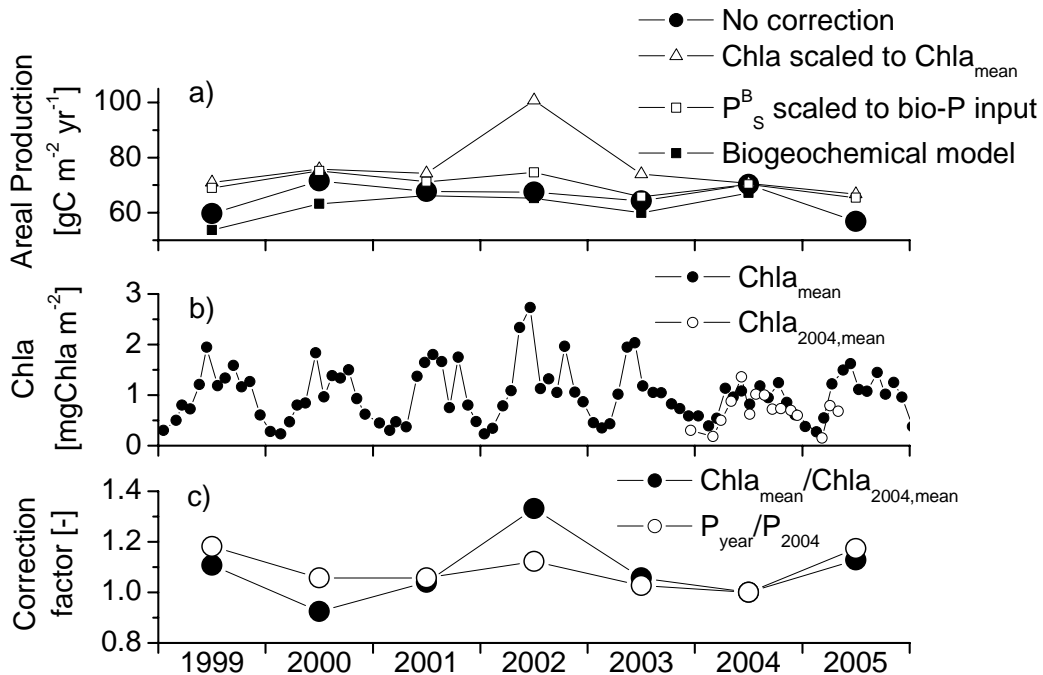 No correction
Chla scaled to Chla_mean
P^B_S scaled to bio-P input
Biogeochemical model
a)
Areal Production
[gC m^-2 yr^-1]
100
80
60
b)
Chla_mean
Chla_2004,mean
Chla
[mgChla m^-2]
3
2
1
0
c)
Chla_mean/Chla_2004,mean
P_year/P_2004
Correction
factor [-]
1.4
1.2
1.0
0.8
1999 2000 2001 2002 2003 2004 2005